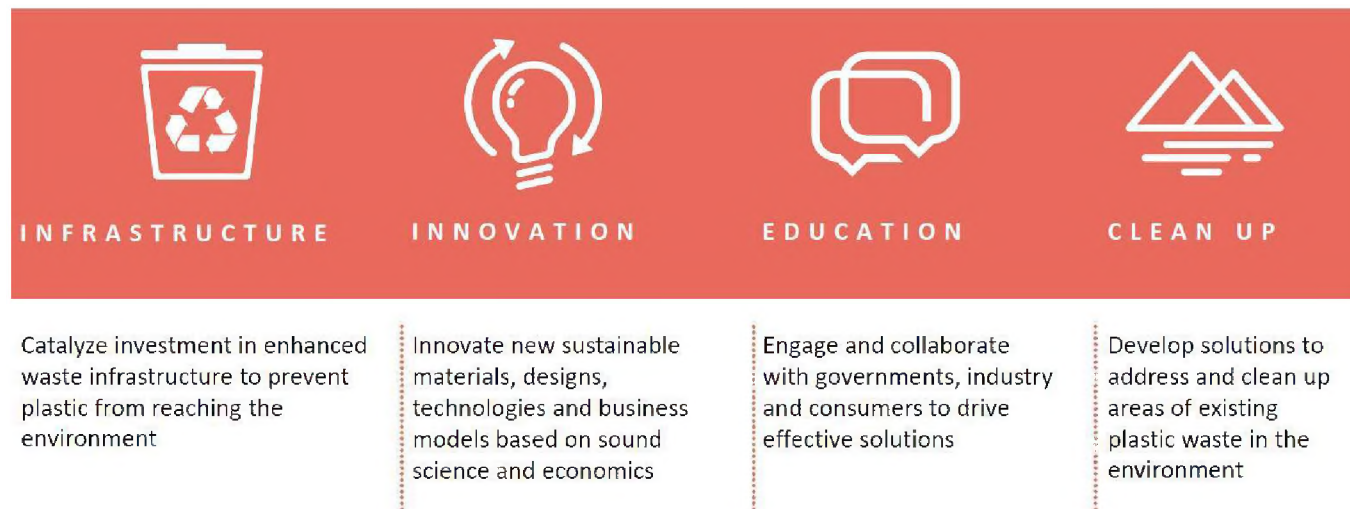 INFRASTRUCTURE
INNOVATION
EDUCATION
CLEAN UP
Catalyze investment in enhanced
waste infrastructure to prevent
plastic from reaching the
environment
Innovate new sustainable
materials, designs,
technologies and business
models based on sound
science and economics
Engage and collaborate
with governments, industry
and consumers to drive
effective solutions
Develop solutions to
address and clean up
areas of existing
plastic waste in the
environment